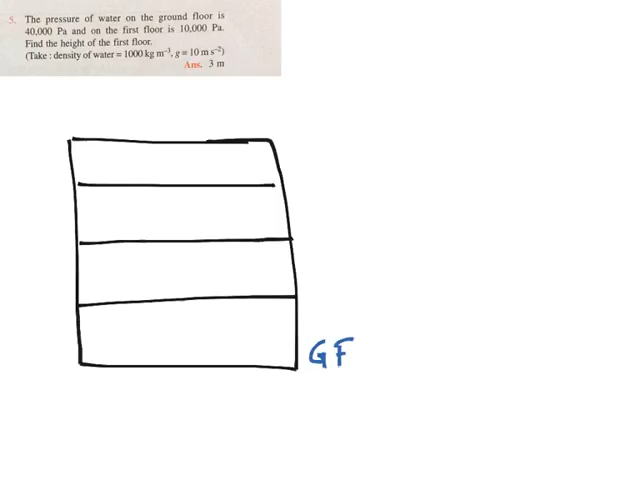 5. The pressure of water on the ground floor is
40,000 Pa and on the first floor is 10,000 Pa.
Find the height of the first floor.
(Take : density of water = 1000 kg m⁻³, g = 10 m s⁻²)
Ans. 3 m
GF